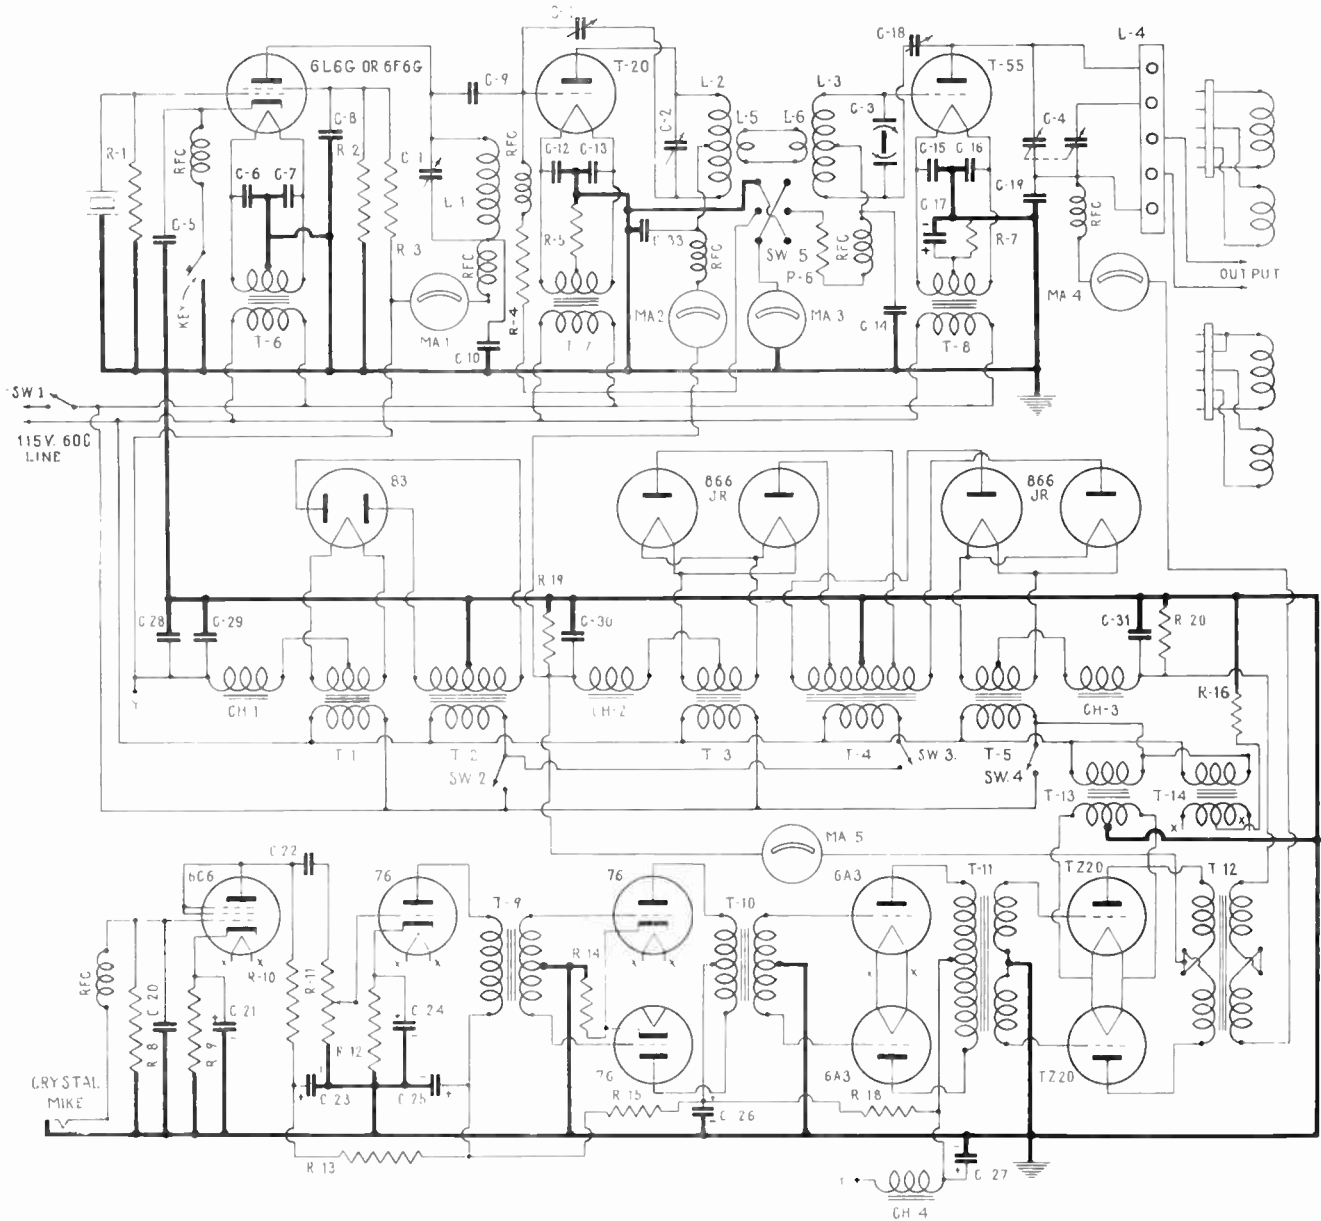 6L6G OR 6F6G
T-20
C-18
T-55
L-4
C-9
L-2
L-3
C-8
C-2
L-5
L-6
C-3
C-4
R-1
RFC
R-2
C-1
RFC
C-12
C-13
C-15
C 16
C-6
C-7
L 1
C-19
C-5
C 17
RFC
R 3
R-5
C 33
SW 5
R-7
RFC
RFC
RFC
P-6
OUTPUT
KEY
R-4
MA 4
MA 1
MA2
MA 3
T-6
C 10
T-7
C 14
T-8
SW 1
115V. 60C
LINE
83
866
JR
866
JR
R 19
C 28
C-29
C-30
C-31
R 20
Y
CH-1
CH-2
CH-3
R-16
T 1
T 2
T 3
T-4
SW 3.
T-5
SW. 2
SW. 4
T-13
T-14
X
X
C 22
MA 5
6C6
76
76
6A3
T-11
TZ20
T 12
T-9
T-10
R-10
R-11
R 14
X
X
X
X
X
X
X
X
RFC
R 8
C 20
R 9
C 21
R 12
C 24
CRYSTAL
MIKE
C 23
C 25
76
6A3
TZ20
R 15
C 26
R 18
R 13
C 27
CH 4